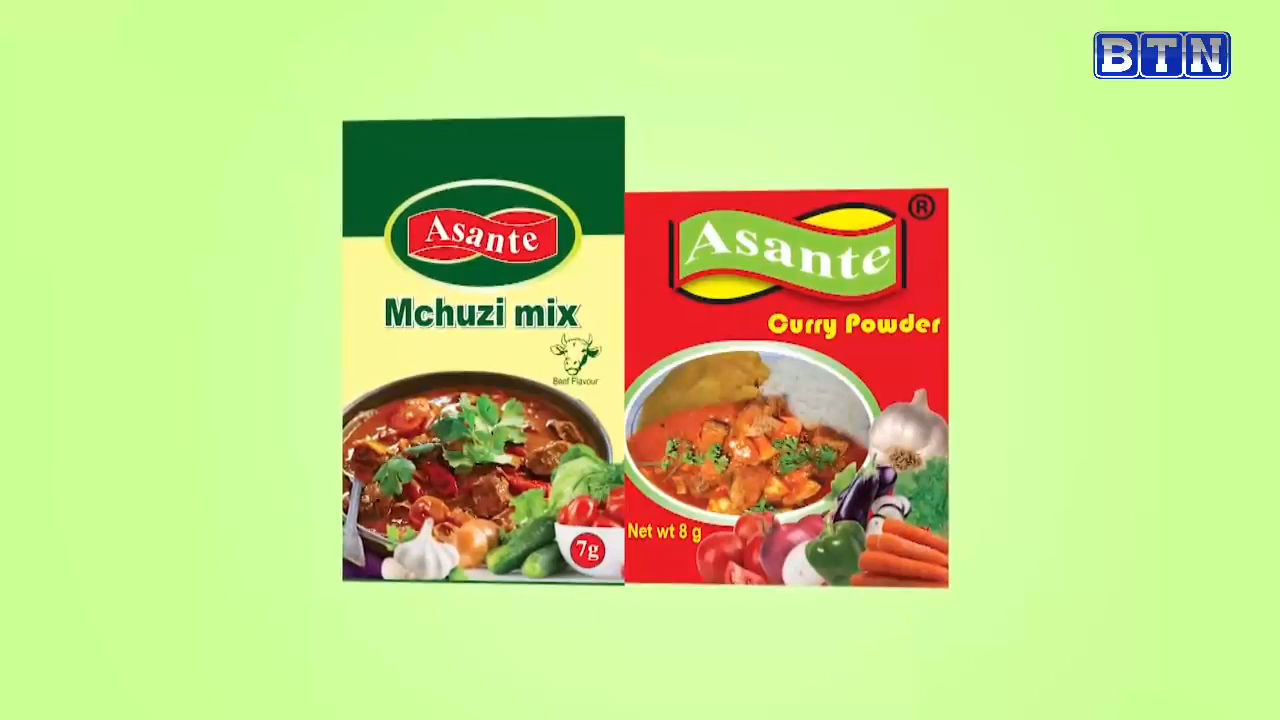 BTN
Asante
Mchuzi mix
Beef Flavour
7g
Asante ®
Curry Powder
Net wt 8 g